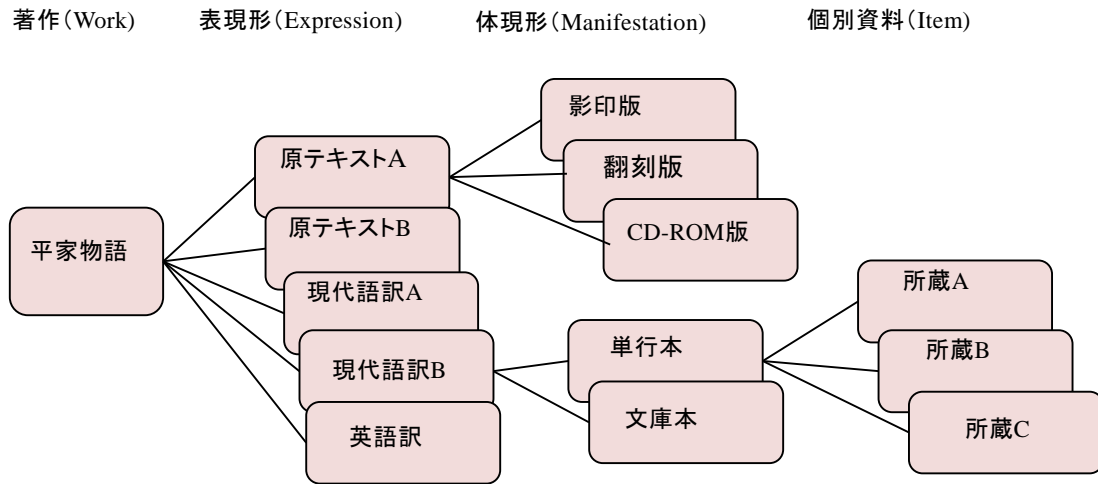 著作（Work）
表現形（Expression）
体現形（Manifestation）
個別資料（Item）
平家物語
原テキストA
原テキストB
現代語訳A
現代語訳B
英語訳
影印版
翻刻版
CD-ROM版
単行本
文庫本
所蔵A
所蔵B
所蔵C